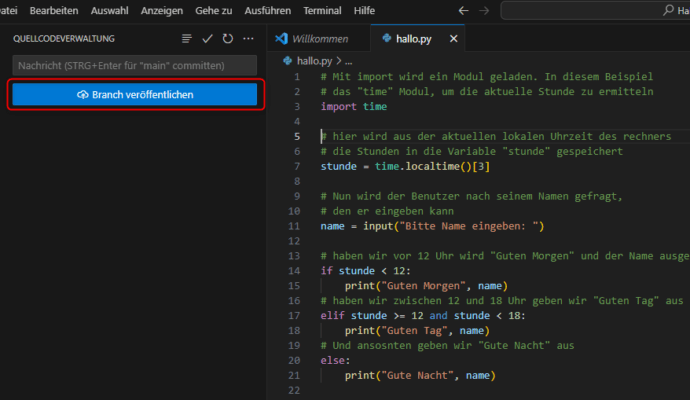 Datei Bearbeiten Anzeigen Gehe zu Ausführen Terminal Hilfe Ha
QUELLCODEVERWALTUNG
Nachricht (STRG+Enter für "main" committen)
Branch veröffentlichen
Willkommen hallo.py
hallo.py > ...
1 # Mit import wird ein Modul geladen. In diesem Beispiel
2 # das "time" Modul, um die aktuelle Stunde zu ermitteln
3 import time
4
5 # hier wird aus der aktuellen lokalen Uhrzeit des rechners
6 # die Stunden in die Variable "stunde" gespeichert
7 stunde = time.localtime()[3]
8
9 # Nun wird der Benutzer nach seinem Namen gefragt,
10 # den er eingeben kann
11 name = input("Bitte Name eingeben: ")
12
13 # haben wir vor 12 Uhr wird "Guten Morgen" und der Name ausge
14 if stunde < 12:
15 print("Guten Morgen", name)
16 # haben wir zwischen 12 und 18 Uhr geben wir "Guten Tag" aus
17 elif stunde >= 12 and stunde < 18:
18 print("Guten Tag", name)
19 # Und ansosnten geben wir "Gute Nacht" aus
20 else:
21 print("Gute Nacht", name)
22